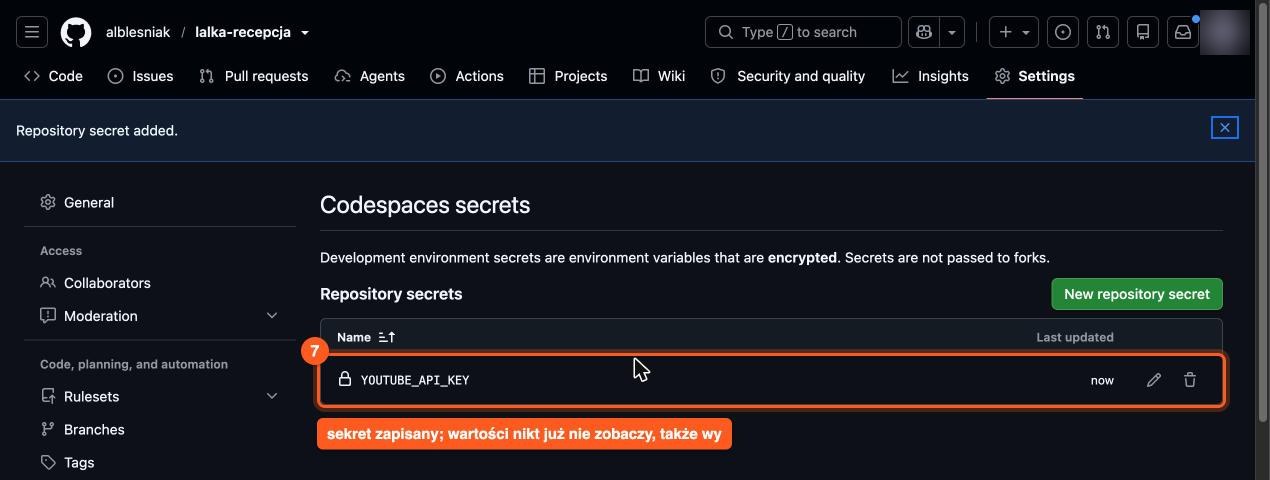 alblesniak / lalka-recepcja
Type / to search
Code Issues Pull requests Agents Actions Projects Wiki Security and quality Insights Settings
Repository secret added.
General
Access
Collaborators
Moderation
Code, planning, and automation
Rulesets
Branches
Tags
Codespaces secrets
Development environment secrets are environment variables that are encrypted. Secrets are not passed to forks.
Repository secrets
New repository secret
Name Last updated
7
YOUTUBE_API_KEY now
sekret zapisany; wartości nikt już nie zobaczy, także wy